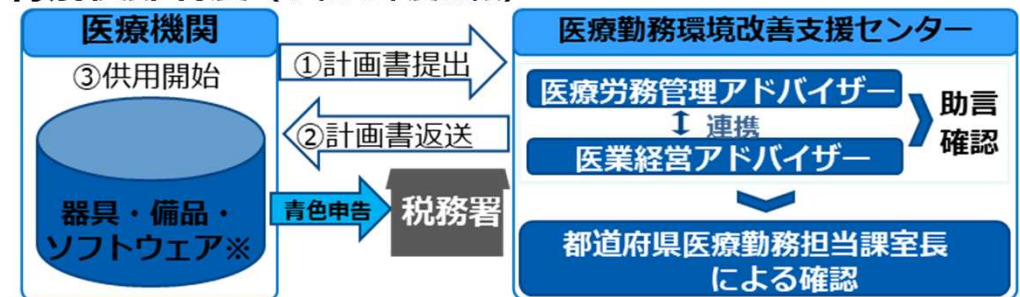 医療機関
③供用開始
器具・備品・
ソフトウェア※
①計画書提出
②計画書返送
青色申告
税務署
医療勤務環境改善支援センター
医療労務管理アドバイザー
連携
医業経営アドバイザー
助言
確認
都道府県医療勤務担当課室長
による確認